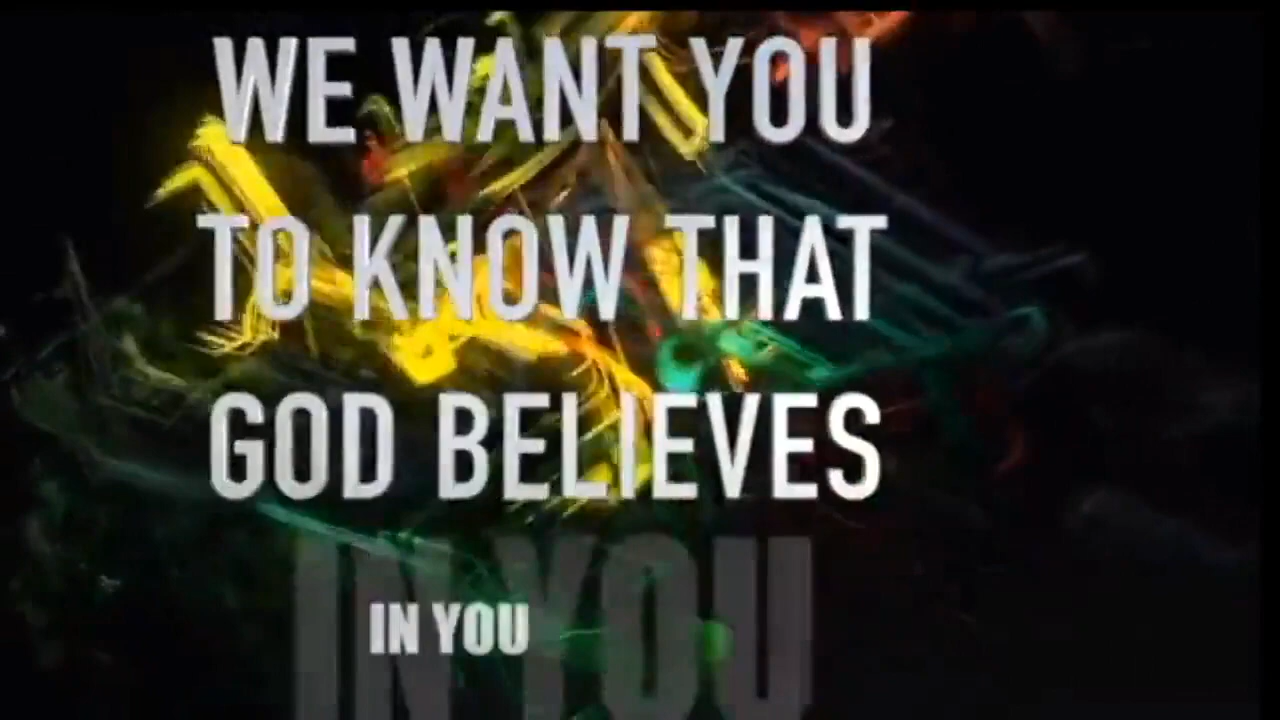 WE WANT YOU
TO KNOW THAT
GOD BELIEVES
IN YOU
IN YOU